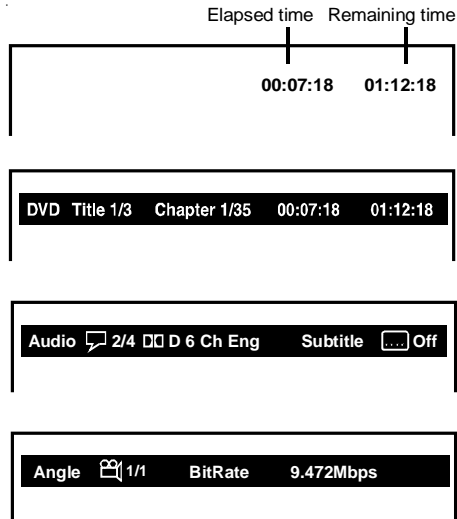 Elapsed time Remaining time
00:07:18 01:12:18
DVD Title 1/3 Chapter 1/35 00:07:18 01:12:18
Audio 2/4 D 6 Ch Eng Subtitle .... Off
Angle 1/1 BitRate 9.472Mbps